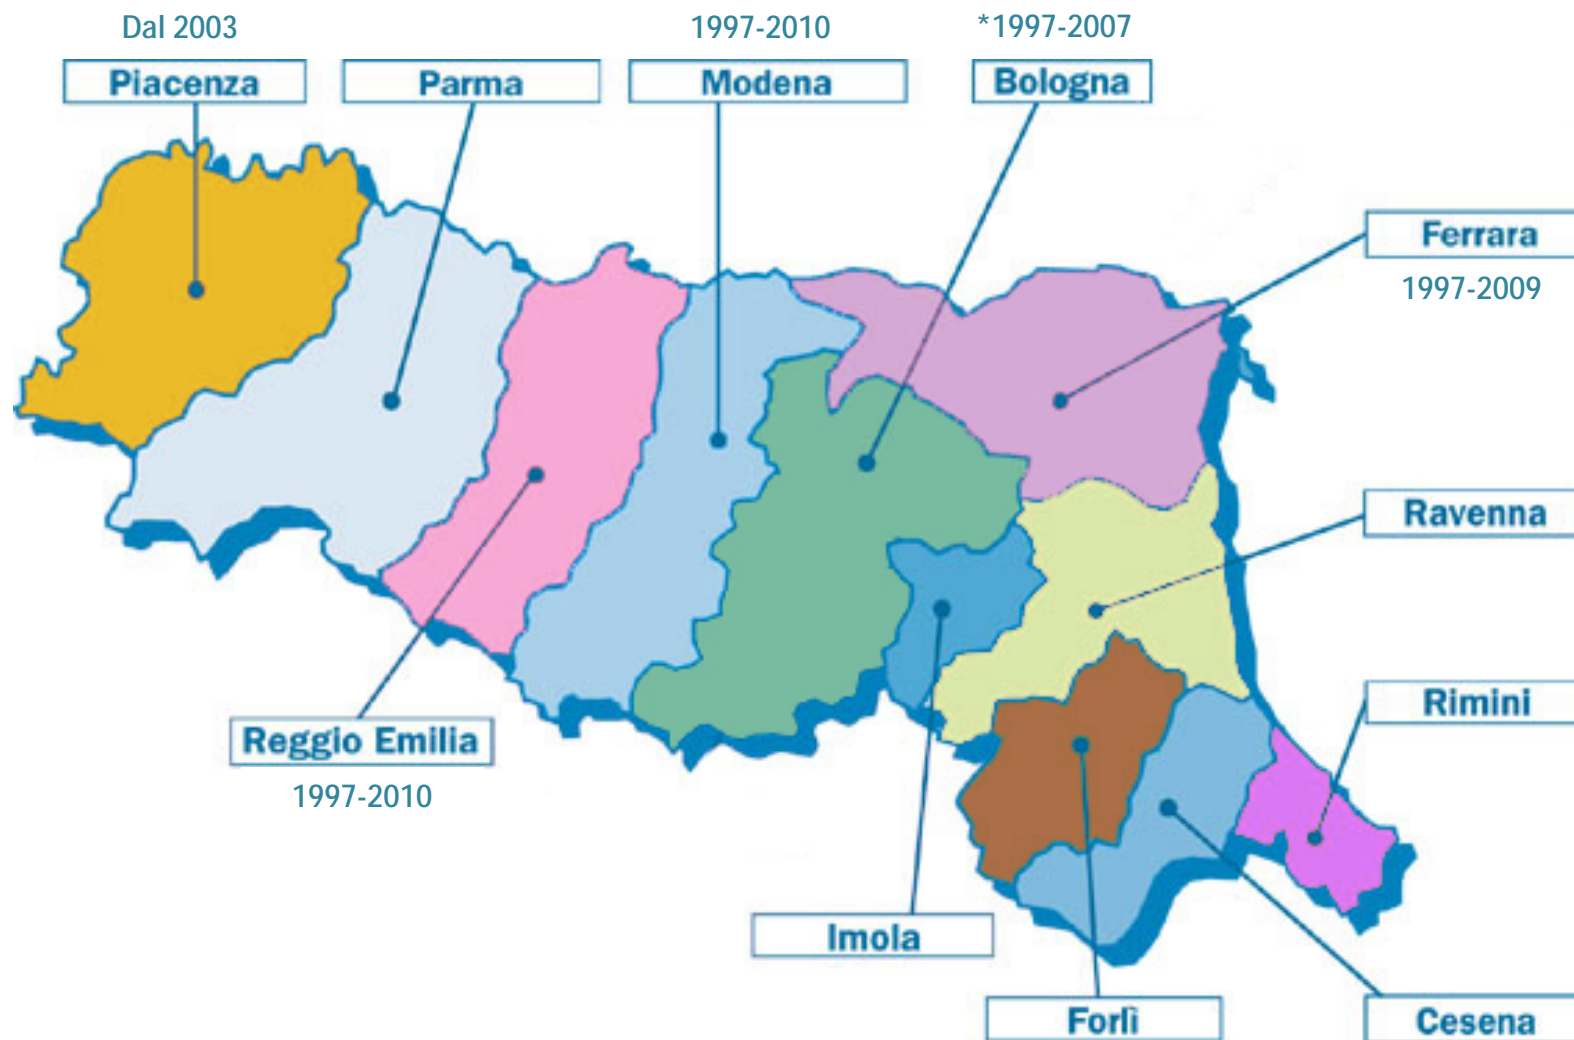 Dal 2003
1997-2010
*1997-2007
Piacenza
Parma
Modena
Bologna
Ferrara
1997-2009
Ravenna
Rimini
Reggio Emilia
1997-2010
Imola
Forlì
Cesena